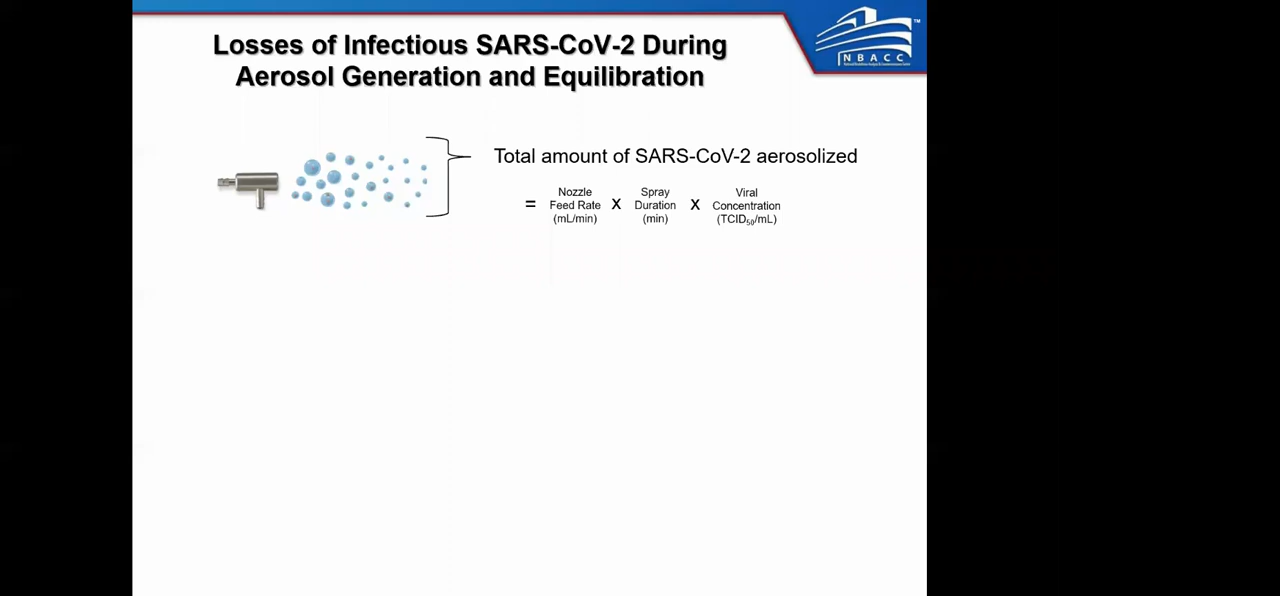 Losses of Infectious SARS-CoV-2 During
Aerosol Generation and Equilibration
NBACC
TM
Total amount of SARS-CoV-2 aerosolized
= Nozzle Feed Rate (mL/min) X Spray Duration (min) X Viral Concentration (TCID50/mL)